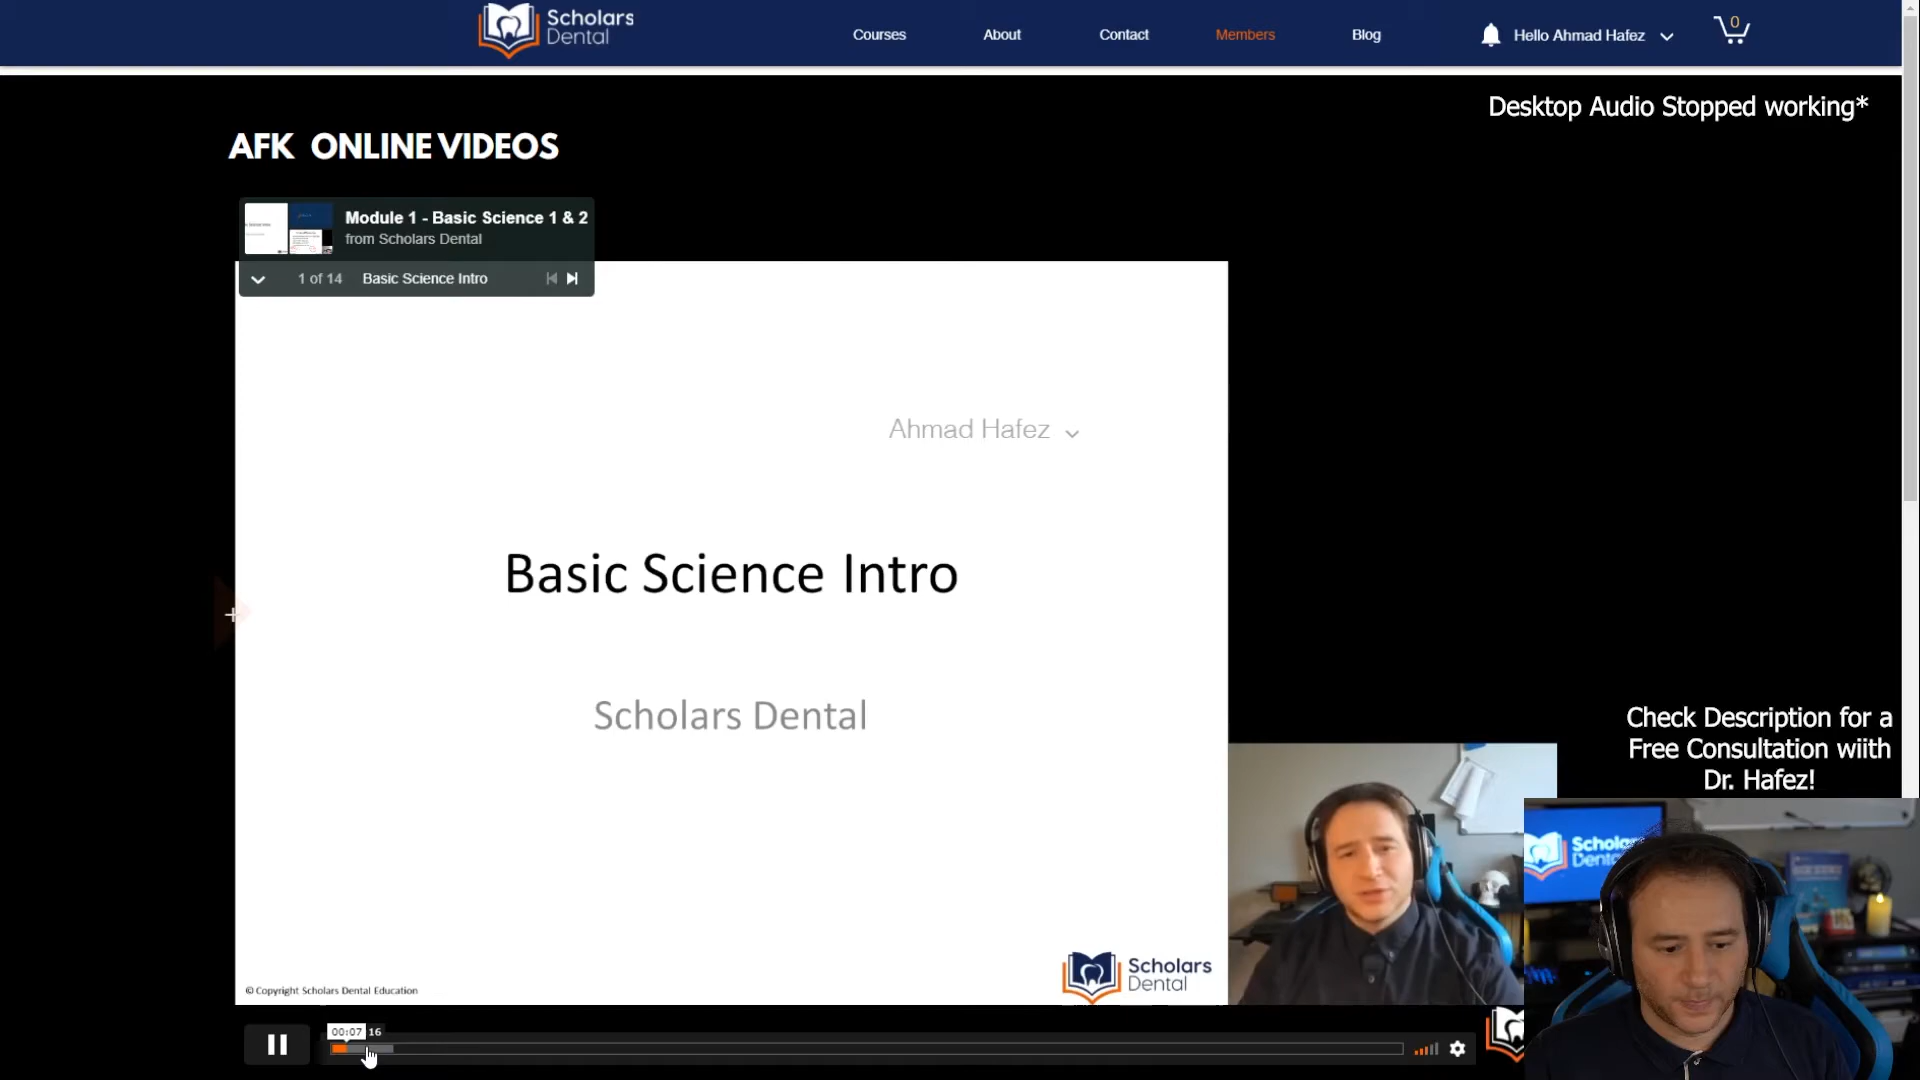 Scholars
Dental
Courses
About
Contact
Members
Blog
Hello Ahmad Hafez
0
Desktop Audio Stopped working*
AFK ONLINE VIDEOS
Module 1 - Basic Science 1 & 2
from Scholars Dental
1 of 14
Basic Science Intro
Ahmad Hafez
Basic Science Intro
Scholars Dental
Check Description for a
Free Consultation wiith
Dr. Hafez!
Scholars
Dental
© Copyright Scholars Dental Education
00:07
16